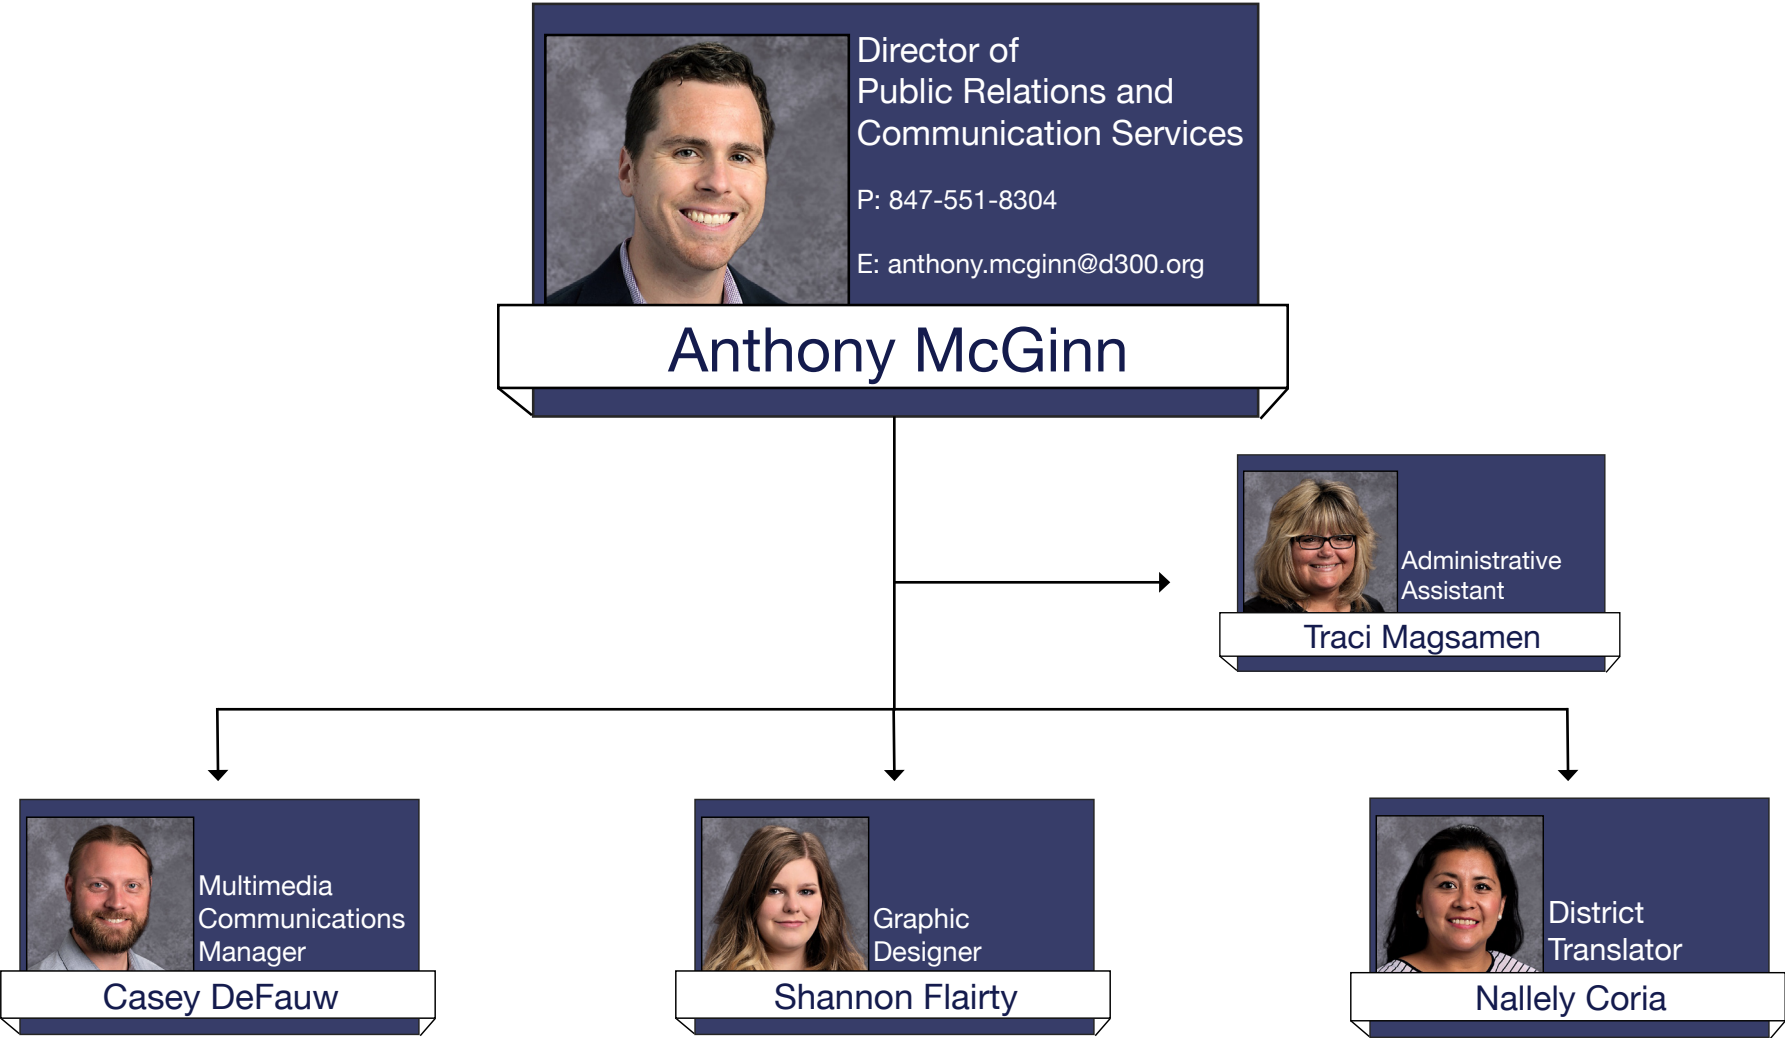 Director of
Public Relations and
Communication Services
P: 847-551-8304
E: anthony.mcginn@d300.org
Anthony McGinn
Administrative
Assistant
Traci Magsamen
Multimedia
Communications
Manager
Casey DeFauw
Graphic
Designer
Shannon Flairty
District
Translator
Nallely Coria